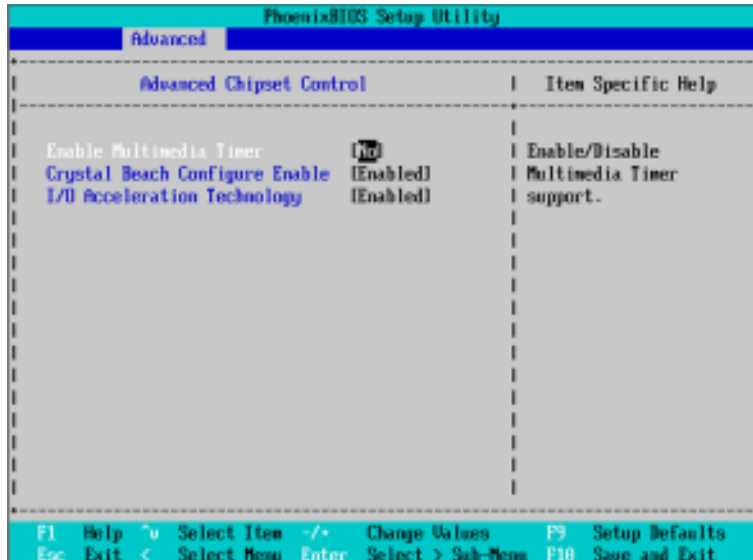 PhoenixBIOS Setup Utility
Advanced
Advanced Chipset Control
Item Specific Help
Enable Multimedia Timer [No]
Crystal Beach Configure Enable [Enabled]
I/O Acceleration Technology [Enabled]
Enable/Disable
Multimedia Timer
support.
F1 Help ^v Select Item -/+ Change Values F9 Setup Defaults
Esc Exit < Select Menu Enter Select > Sub-Menu F10 Save and Exit